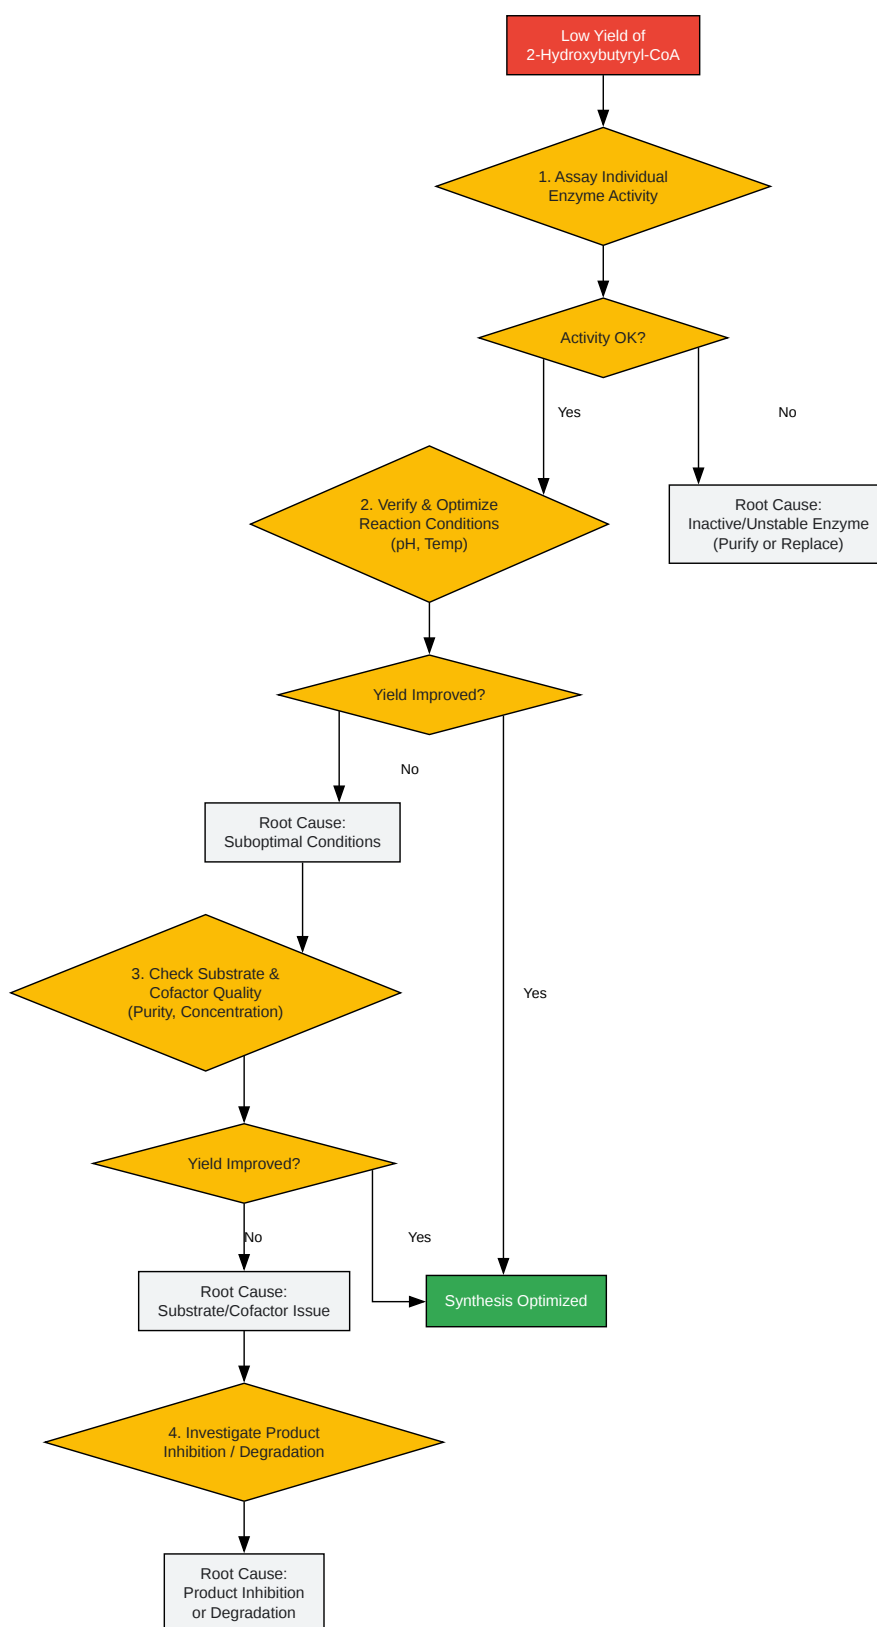 Low Yield of
2-Hydroxybutyryl-CoA
1. Assay Individual
Enzyme Activity
Activity OK?
Yes
No
2. Verify & Optimize
Reaction Conditions
(pH, Temp)
Root Cause:
Inactive/Unstable Enzyme
(Purify or Replace)
Yield Improved?
No
Root Cause:
Suboptimal Conditions
3. Check Substrate &
Cofactor Quality
(Purity, Concentration)
Yes
Yield Improved?
No
Yes
Root Cause:
Substrate/Cofactor Issue
Synthesis Optimized
4. Investigate Product
Inhibition / Degradation
Root Cause:
Product Inhibition
or Degradation